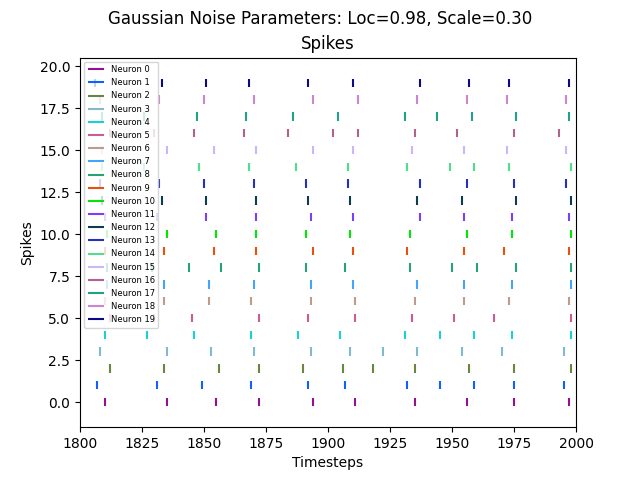 Gaussian Noise Parameters: Loc=0.98, Scale=0.30
Spikes
20.0
17.5
15.0
12.5
10.0
7.5
5.0
2.5
0.0
Spikes
Neuron 0
Neuron 1
Neuron 2
Neuron 3
Neuron 4
Neuron 5
Neuron 6
Neuron 7
Neuron 8
Neuron 9
Neuron 10
Neuron 11
Neuron 12
Neuron 13
Neuron 14
Neuron 15
Neuron 16
Neuron 17
Neuron 18
Neuron 19
1800 1825 1850 1875 1900 1925 1950 1975 2000
Timesteps